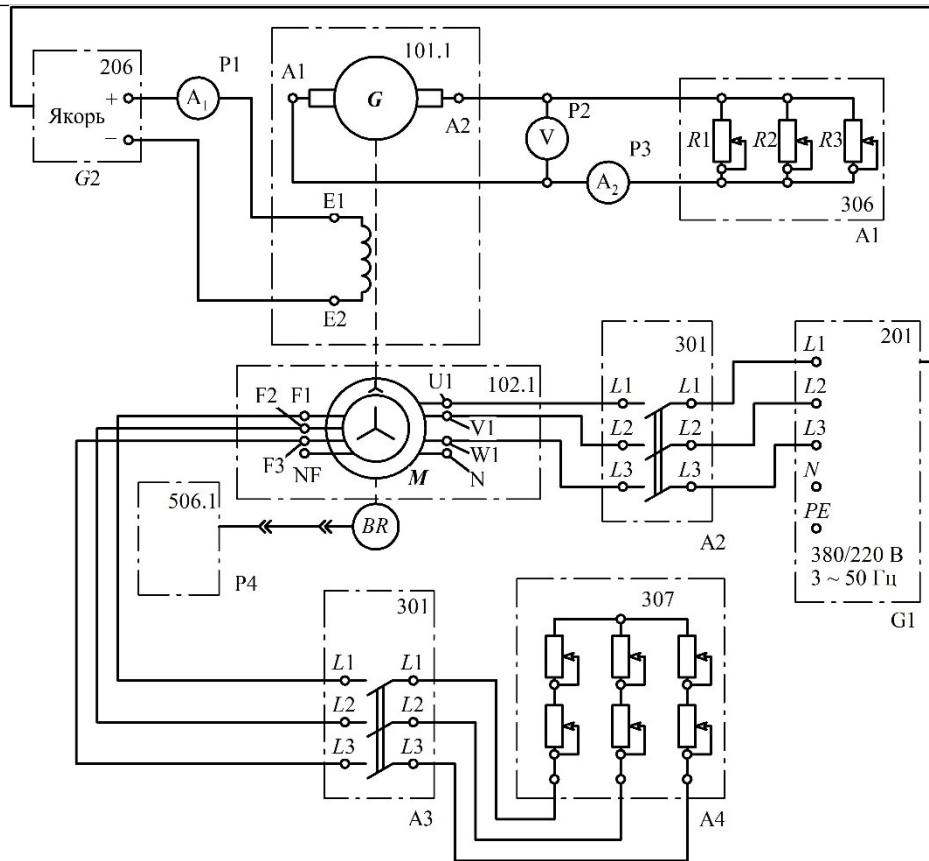 206
Якорь
+
−
G2
P1
A1
101.1
A1
G
A2
P2
V
P3
A2
R1
R2
R3
306
A1
E1
E2
102.1
F1
F2
F3
NF
U1
V1
W1
N
M
BR
506.1
P4
301
L1
L1
L2
L2
L3
L3
A2
201
L1
L2
L3
N
PE
380/220 В
3 ~ 50 Гц
G1
301
L1
L1
L2
L2
L3
L3
A3
307
A4